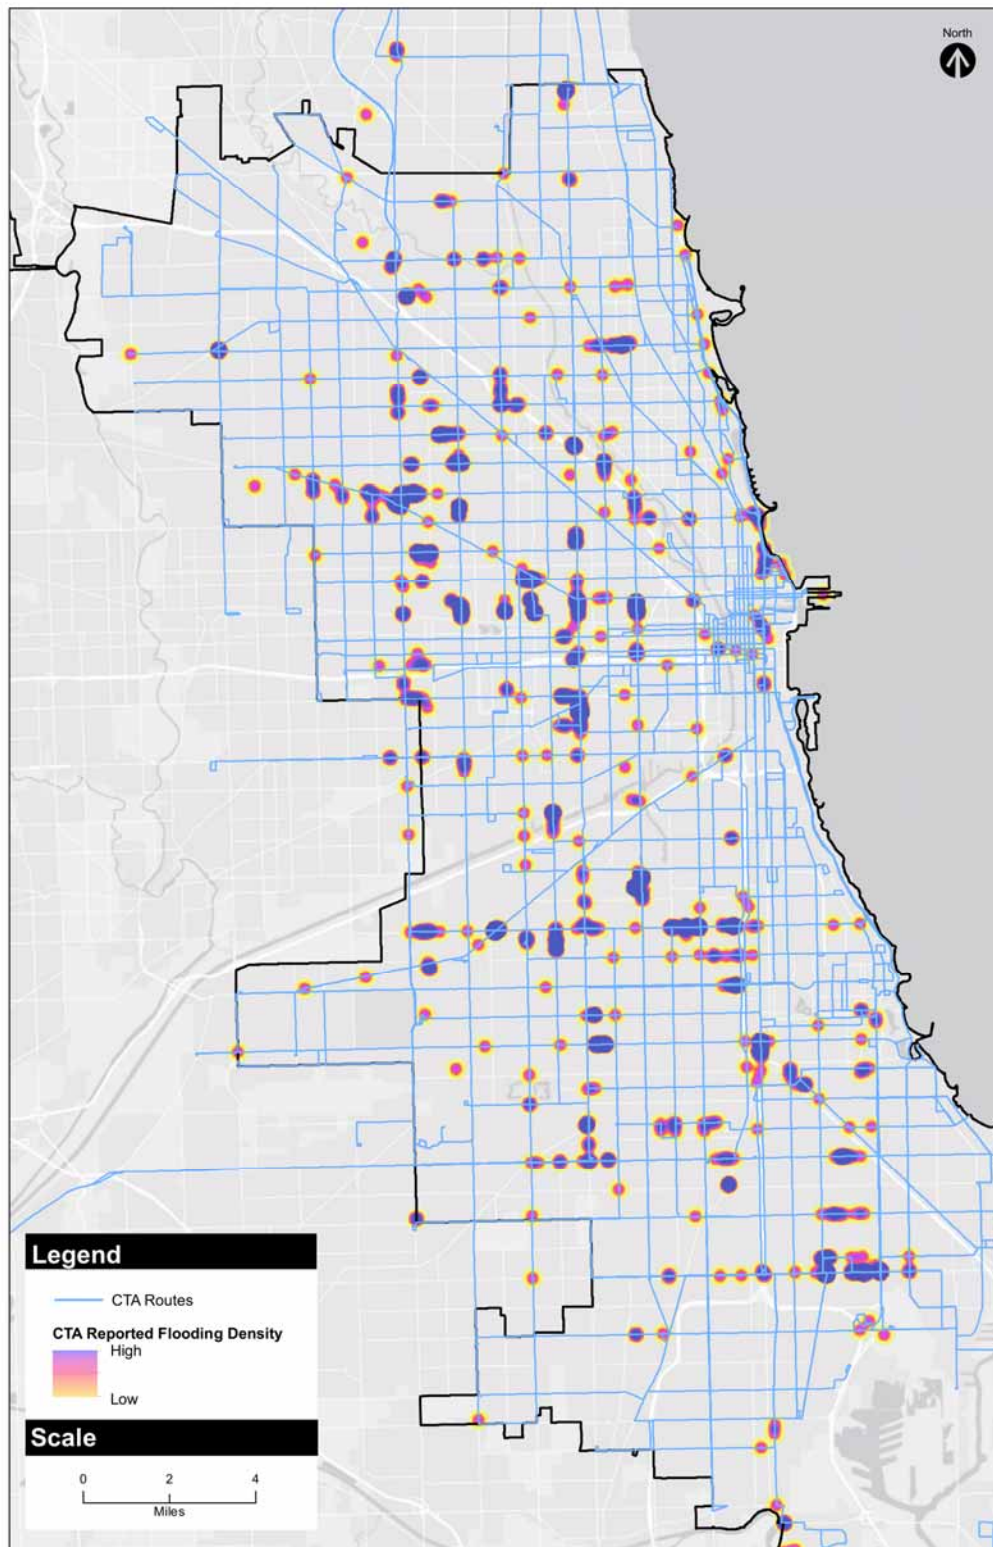 North
Legend
CTA Routes
CTA Reported Flooding Density
High
Low
Scale
0 2 4
Miles